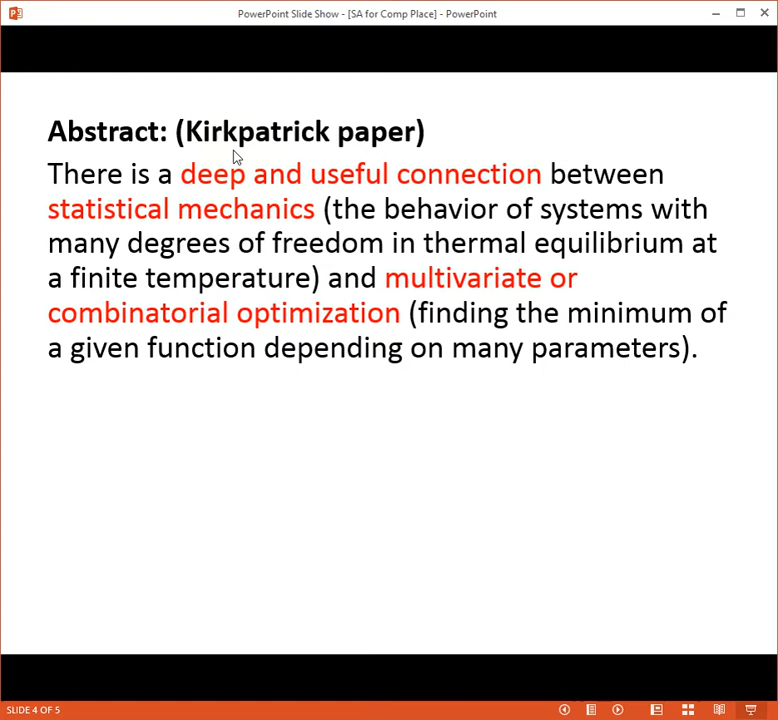 PowerPoint Slide Show - [SA for Comp Place] - PowerPoint
Abstract: (Kirkpatrick paper)
There is a deep and useful connection between
statistical mechanics (the behavior of systems with
many degrees of freedom in thermal equilibrium at
a finite temperature) and multivariate or
combinatorial optimization (finding the minimum of
a given function depending on many parameters).
SLIDE 4 OF 5